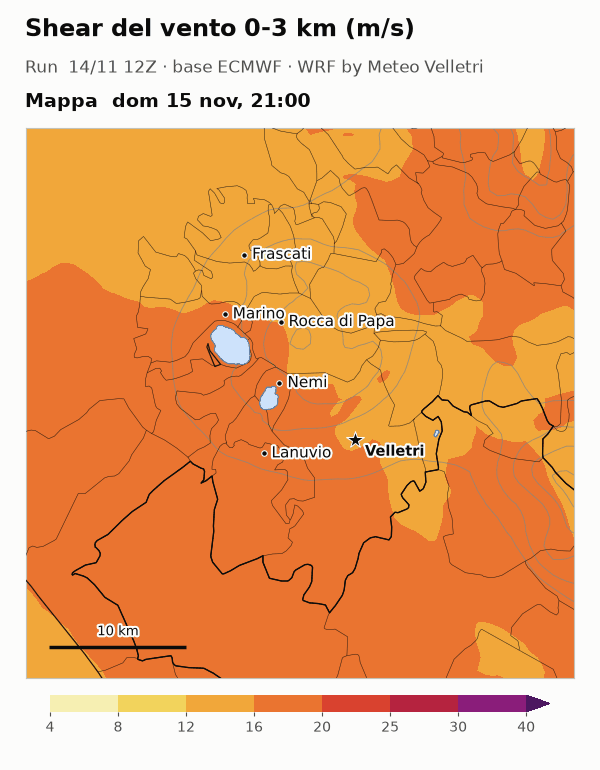 Shear del vento 0-3 km (m/s)
Run  14/11 12Z · base ECMWF · WRF by Meteo Velletri
Mappa  dom 15 nov, 21:00
Frascati
Marino
Rocca di Papa
Nemi
Velletri
Lanuvio
10 km
4 8 12 16 20 25 30 40